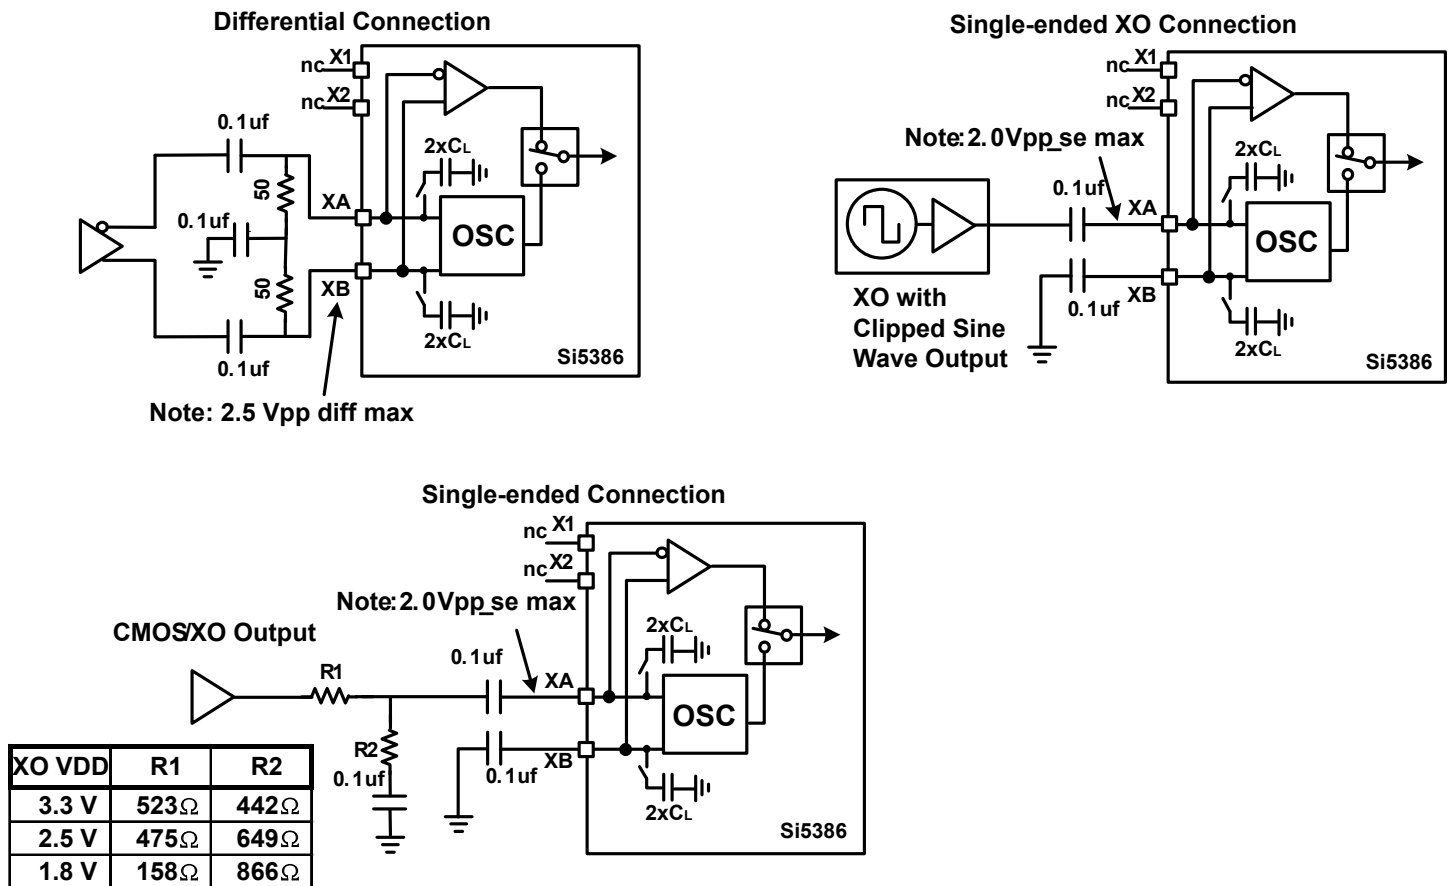 Differential Connection
nc X1
nc X2
0.1uf
50
0.1uf
50
0.1uf
XA
XB
2xCL
OSC
2xCL
Si5386
Note: 2.5 Vpp diff max
Single-ended XO Connection
nc X1
nc X2
Note:2.0Vpp_se max
0.1uf
XA
XB
0.1uf
XO with
Clipped Sine
Wave Output
2xCL
OSC
2xCL
Si5386
Single-ended Connection
nc X1
nc X2
Note:2.0Vpp_se max
CMOS/XO Output
R1
0.1uf
XA
R2
0.1uf
0.1uf
XB
2xCL
OSC
2xCL
Si5386
XO VDD R1 R2
3.3 V 523Ω 442Ω
2.5 V 475Ω 649Ω
1.8 V 158Ω 866Ω